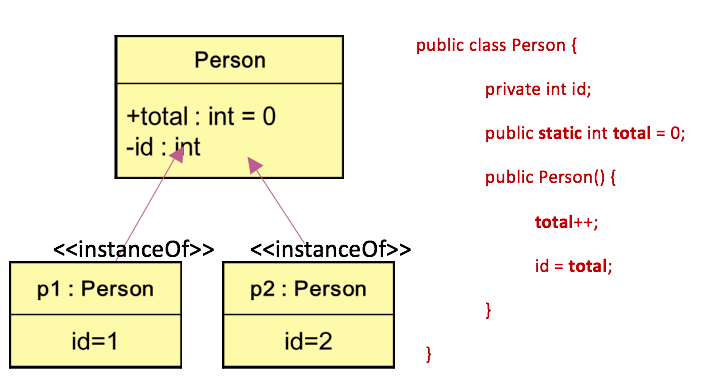 Person
+total : int = 0
-id : int
<<instanceOf>>
<<instanceOf>>
p1 : Person
id=1
p2 : Person
id=2
public class Person {
private int id;
public static int total = 0;
public Person() {
total++;
id = total;
}
}